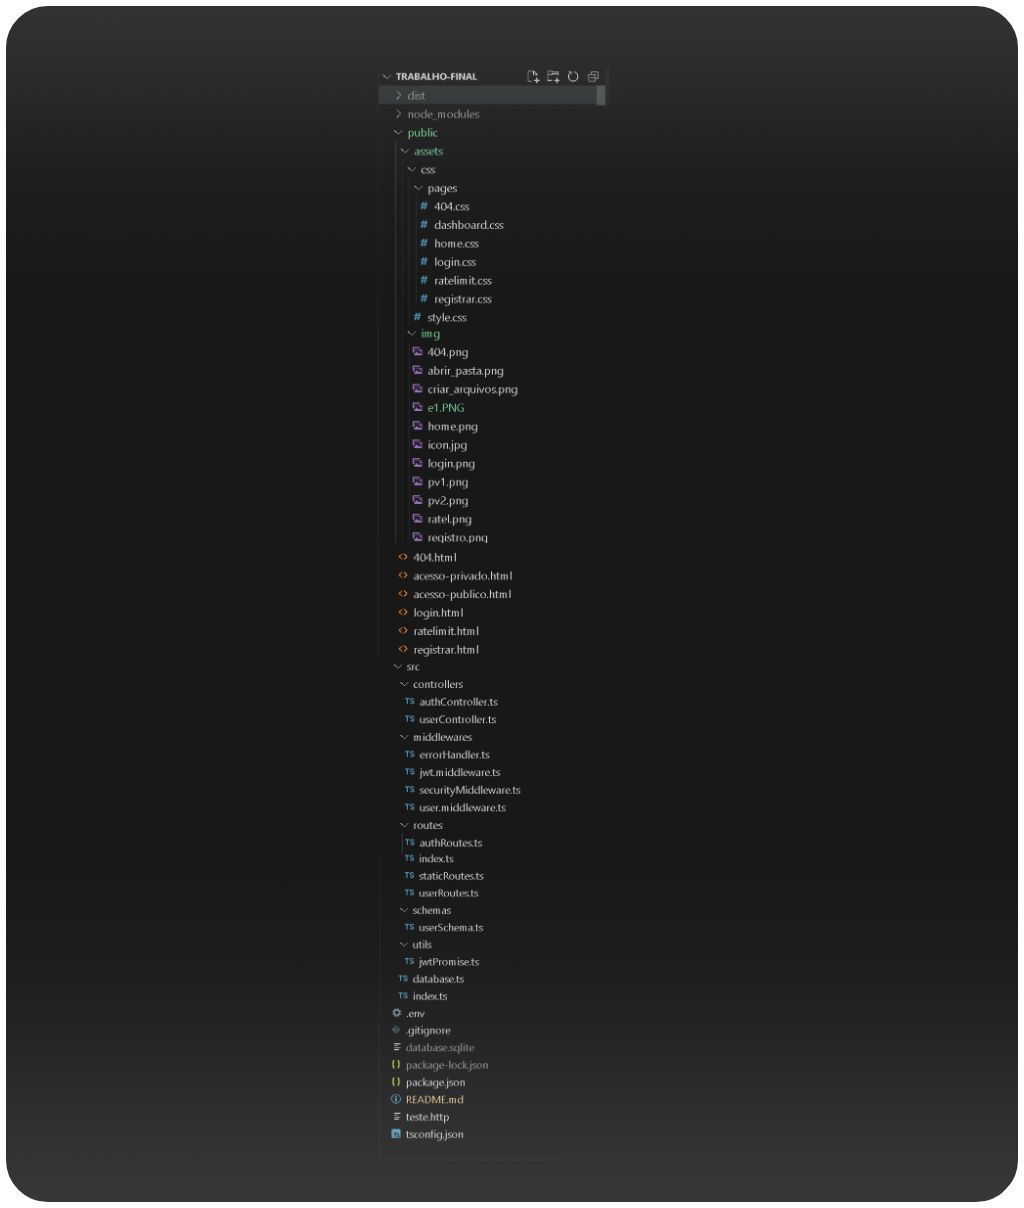 TRABALHO-FINAL
dist
node_modules
public
assets
css
pages
# 404.css
# dashboard.css
# home.css
# login.css
# ratelimit.css
# registrar.css
# style.css
img
404.png
abrir_pasta.png
criar_arquivos.png
e1.PNG
home.png
icon.jpg
login.png
pv1.png
pv2.png
ratel.png
registro.png
<> 404.html
<> acesso-privado.html
<> acesso-publico.html
<> login.html
<> ratelimit.html
<> registrar.html
src
controllers
TS authController.ts
TS userController.ts
middlewares
TS errorHandler.ts
TS jwt.middleware.ts
TS securityMiddleware.ts
TS user.middleware.ts
routes
TS authRoutes.ts
TS index.ts
TS staticRoutes.ts
TS userRoutes.ts
schemas
TS userSchema.ts
utils
TS jwtPromise.ts
TS database.ts
TS index.ts
.env
.gitignore
database.sqlite
{} package-lock.json
{} package.json
README.md
teste.http
tsconfig.json